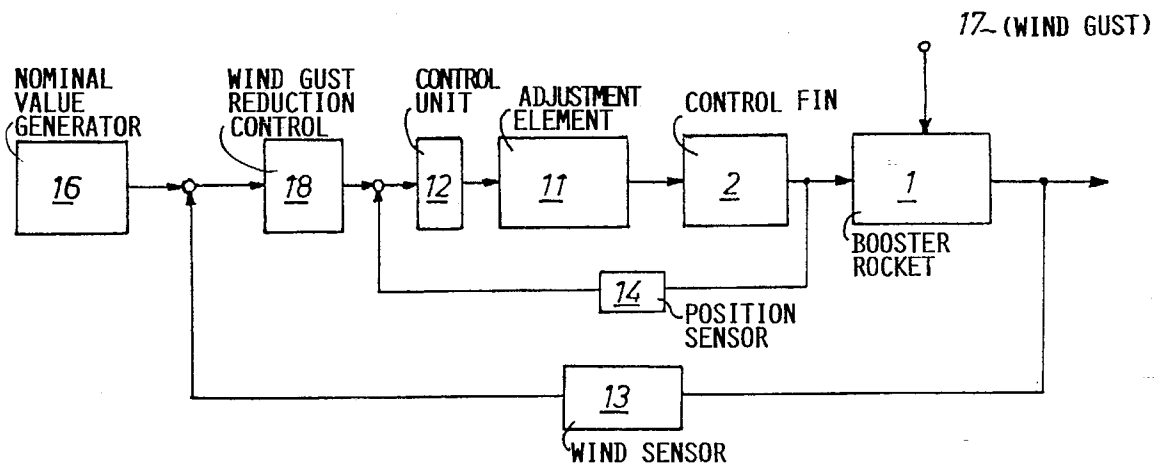 17~ (WIND GUST)
NOMINAL
VALUE
GENERATOR
WIND GUST
REDUCTION
CONTROL
CONTROL
UNIT
ADJUSTMENT
ELEMENT
CONTROL FIN
16
18
12
11
2
1
BOOSTER
ROCKET
14
POSITION
SENSOR
13
WIND SENSOR